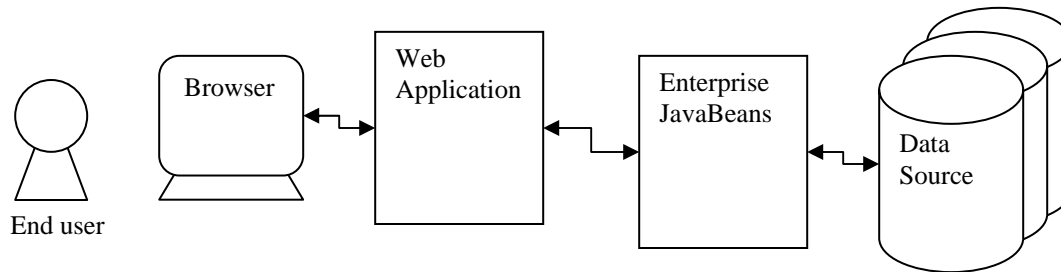 End user
Browser
Web
Application
Enterprise
JavaBeans
Data
Source